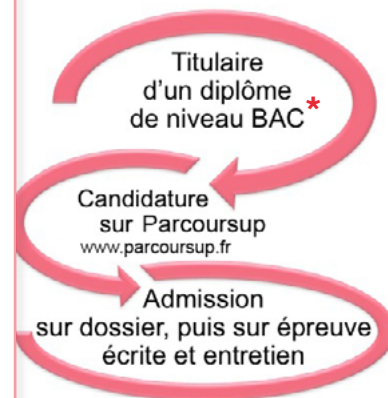 Titulaire
d'un diplôme
de niveau BAC*
Candidature
sur Parcoursup
www.parcoursup.fr
Admission
sur dossier, puis sur épreuve
écrite et entretien